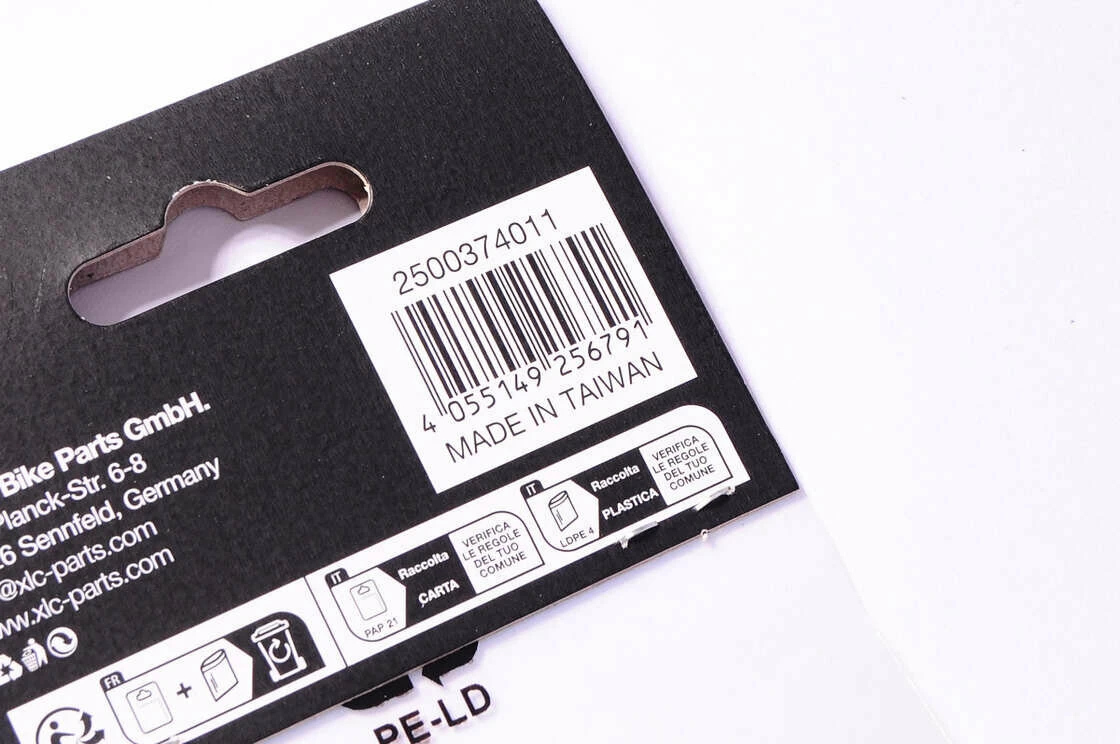 2500374011
4 055149 256791
MADE IN TAIWAN
Bike Parts GmbH.
Planck-Str. 6-8
6 Sennfeld, Germany
@xlc-parts.com
www.xlc-parts.com
FR
+
IT
PAP 21
Raccolta
CARTA
VERIFICA
LE REGOLE
DEL TUO
COMUNE
IT
LDPE 4
Raccolta
PLASTICA
VERIFICA
LE REGOLE
DEL TUO
COMUNE
PE-LD